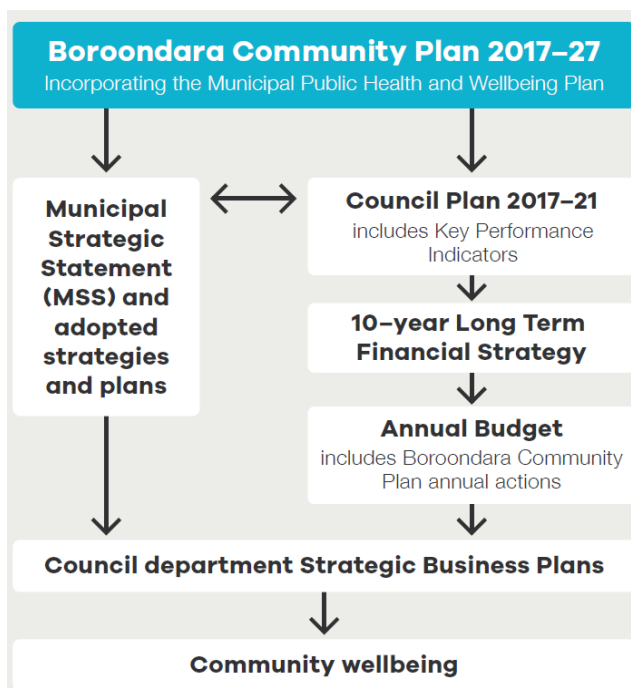 Boroondara Community Plan 2017–27
Incorporating the Municipal Public Health and Wellbeing Plan
Municipal
Strategic
Statement
(MSS) and
adopted
strategies
and plans
Council Plan 2017–21
includes Key Performance
Indicators
10–year Long Term
Financial Strategy
Annual Budget
includes Boroondara Community
Plan annual actions
Council department Strategic Business Plans
Community wellbeing